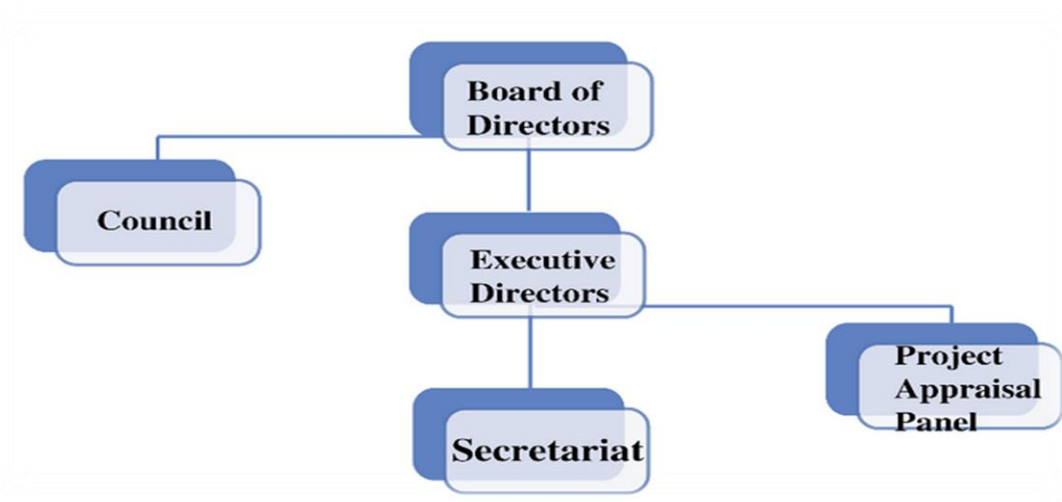 Board of
Directors
Council
Executive
Directors
Project
Appraisal
Panel
Secretariat